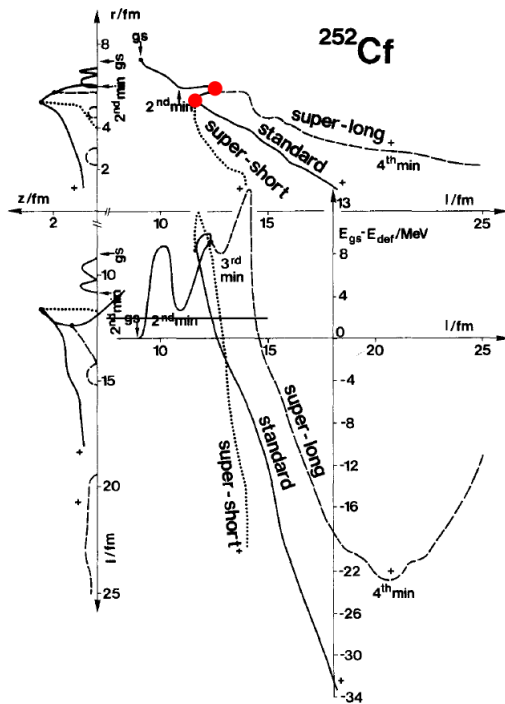 r/fm
8
4
2
gs
2nd min
²⁵²Cf
gs
2nd min
super-long
standard
super-short
4th min
z/fm
2
10
15
20
13
25
l/fm
Egs-Edef/MeV
8
4
0
-4
-8
-12
-16
-22
-26
-30
-34
gs
2nd min
10
15
20
25
l/fm
gs
2nd min
3rd min
10
15
20
25
l/fm
super-long
standard
super-short
4th min